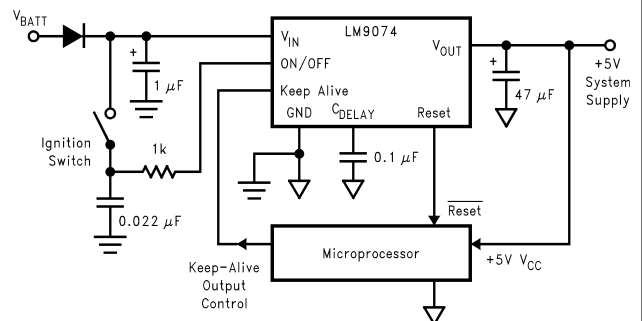 V_BATT
LM9074
V_IN
V_OUT
ON/OFF
+
+
+5V
System
Supply
1 μF
Keep Alive
47 μF
GND
C_DELAY
Reset
Ignition
Switch
1k
0.1 μF
0.022 μF
R̅e̅s̅e̅t̅
Microprocessor
+5V V_CC
Keep-Alive
Output
Control